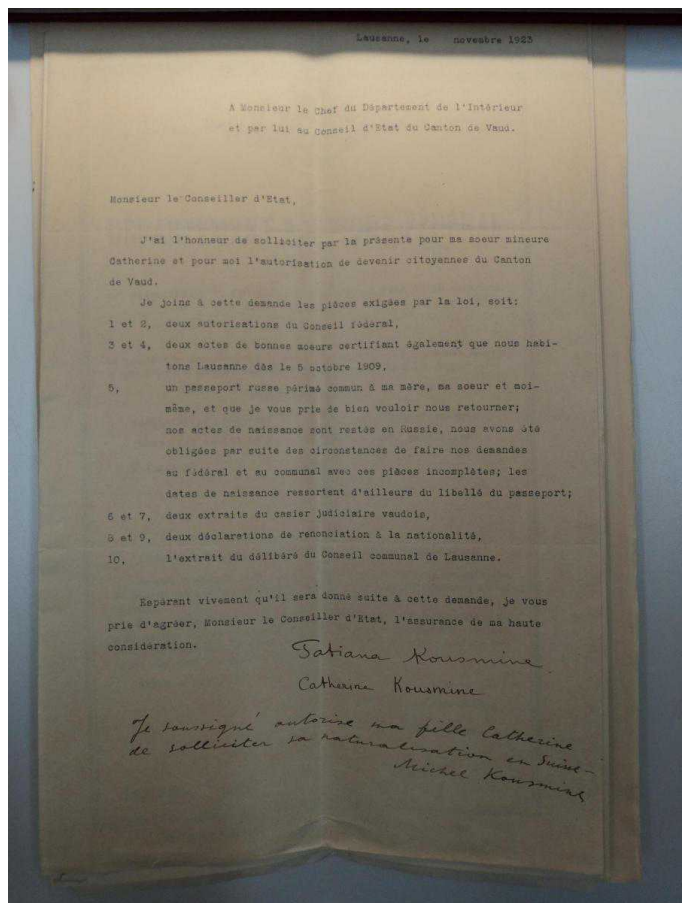 Lausanne, le novembre 1923
A Monsieur le Chef du Département de l'Intérieur
et par lui au Conseil d'Etat du Canton de Vaud.
Monsieur le Conseiller d'Etat,
J'ai l'honneur de solliciter par la présente pour ma soeur mineure
Catherine et pour moi l'autorisation de devenir citoyennes du Canton
de Vaud.
Je joins à cette demande les pièces exigées par la loi, soit:
1 et 2, deux autorisations du Conseil fédéral,
3 et 4, deux actes de bonnes moeurs certifiant également que nous habi-
tons Lausanne dès le 5 octobre 1909,
5, un passeport russe périmé commun à ma mère, ma soeur et moi-
même, et que je vous prie de bien vouloir nous retourner;
nos actes de naissance sont restés en Russie, nous avons été
obligées par suite des circonstances de faire nos demandes
au fédéral et au communal avec ces pièces incomplètes; les
dates de naissance ressortent d'ailleurs du libellé du passeport;
6 et 7, deux extraits du casier judiciaire vaudois,
8 et 9, deux déclarations de renonciation à la nationalité,
10, l'extrait du délibéré du Conseil communal de Lausanne.
Espérant vivement qu'il sera donné suite à cette demande, je vous
prie d'agréer, Monsieur le Conseiller d'Etat, l'assurance de ma haute
considération.
Tatiana Kousmine
Catherine Kousmine
Je soussigné autorise ma fille Catherine
de solliciter sa naturalisation en Suisse—
Michel Kousmine